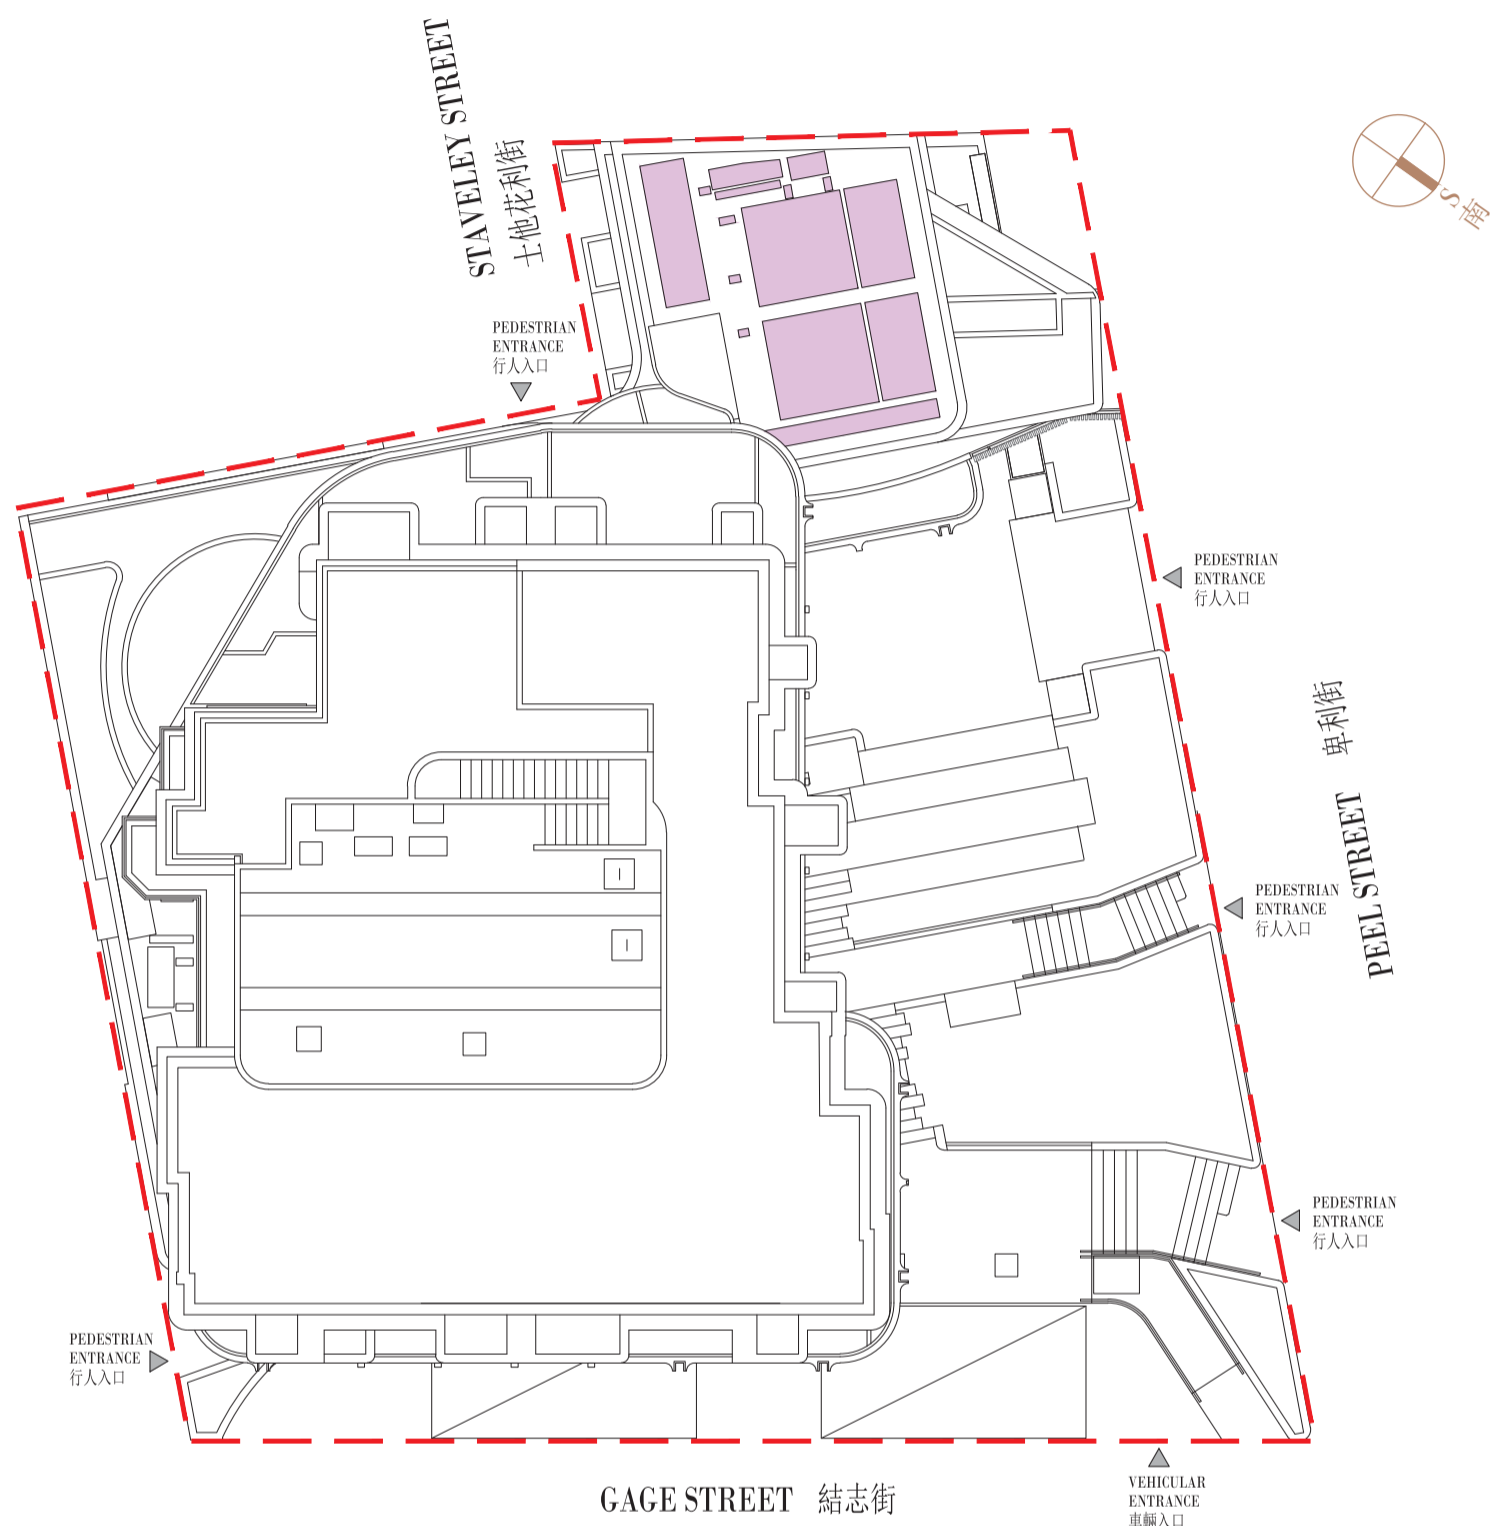 STAVELEY STREET
士他花利街
S 南
PEDESTRIAN
ENTRANCE
行人入口
PEDESTRIAN
ENTRANCE
行人入口
PEEL STREET 卑利街
PEDESTRIAN
ENTRANCE
行人入口
PEDESTRIAN
ENTRANCE
行人入口
PEDESTRIAN
ENTRANCE
行人入口
GAGE STREET 結志街
VEHICULAR
ENTRANCE
車輛入口